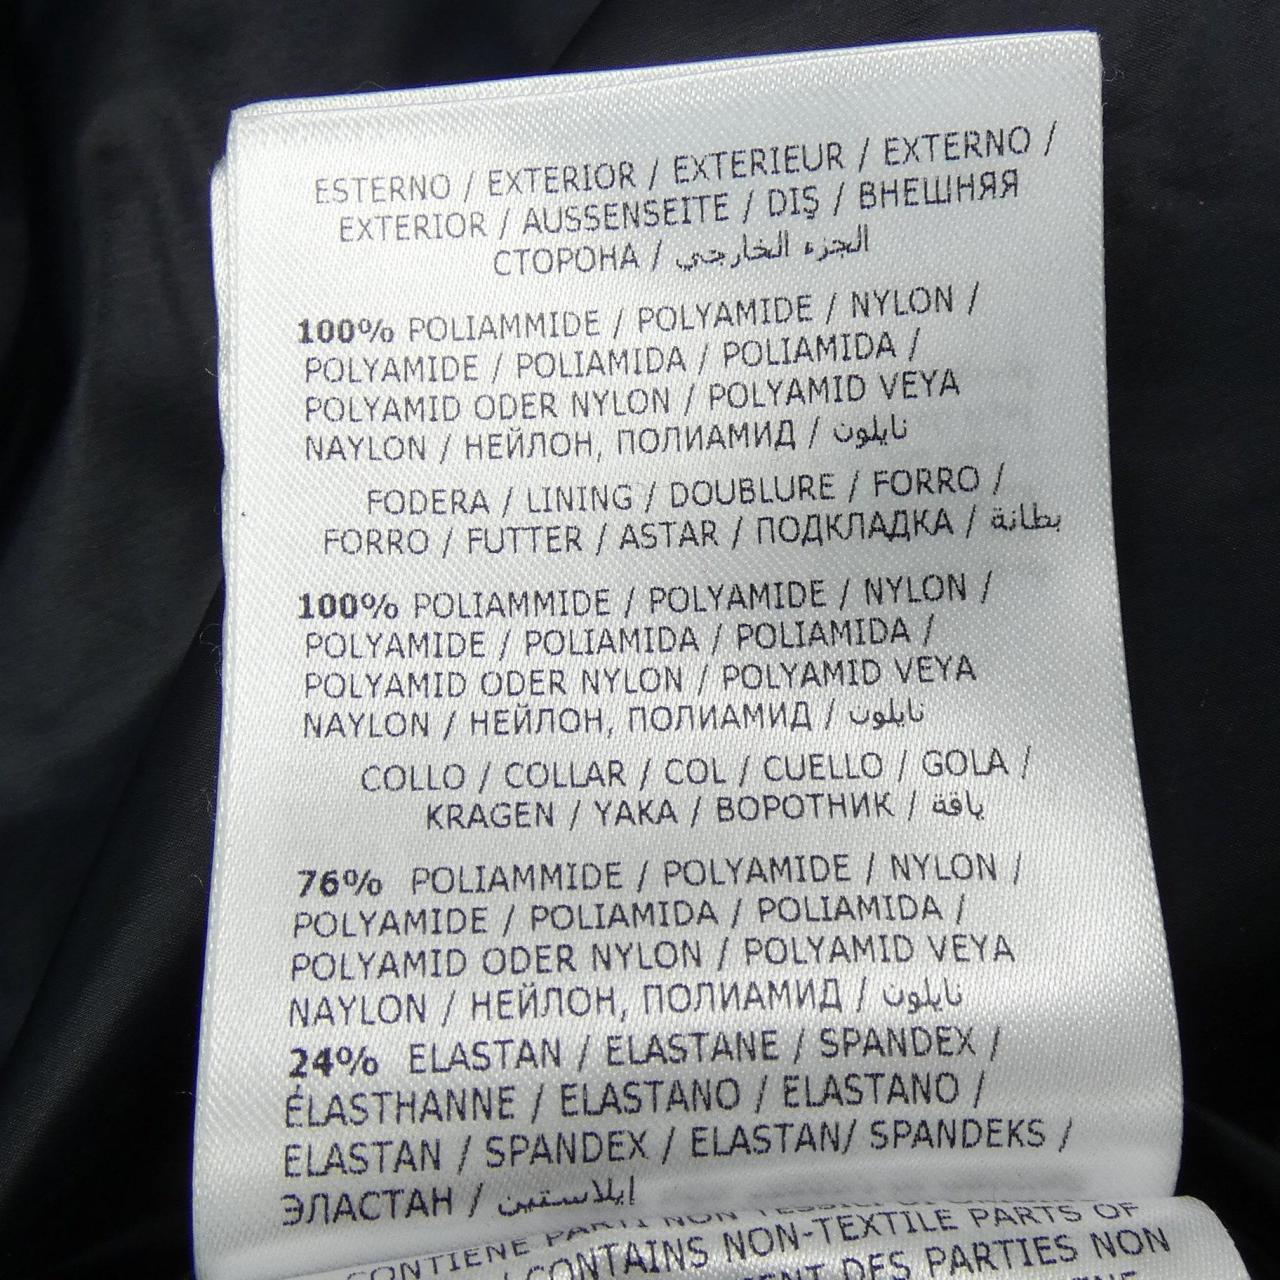 ESTERNO / EXTERIOR / EXTERIEUR / EXTERNO /
EXTERIOR / AUSSENSEITE / DIŞ / ВНЕШНЯЯ
СТОРОНА / الجزء الخارجي
100% POLIAMMIDE / POLYAMIDE / NYLON /
POLYAMIDE / POLIAMIDA / POLIAMIDA /
POLYAMID ODER NYLON / POLYAMID VEYA
NAYLON / НЕЙЛОН, ПОЛИАМИД / نايلون
FODERA / LINING / DOUBLURE / FORRO /
FORRO / FUTTER / ASTAR / ПОДКЛАДКА / بطانة
100% POLIAMMIDE / POLYAMIDE / NYLON /
POLYAMIDE / POLIAMIDA / POLIAMIDA /
POLYAMID ODER NYLON / POLYAMID VEYA
NAYLON / НЕЙЛОН, ПОЛИАМИД / نايلون
COLLO / COLLAR / COL / CUELLO / GOLA /
KRAGEN / YAKA / ВОРОТНИК / ياقة
76% POLIAMMIDE / POLYAMIDE / NYLON /
POLYAMIDE / POLIAMIDA / POLIAMIDA /
POLYAMID ODER NYLON / POLYAMID VEYA
NAYLON / НЕЙЛОН, ПОЛИАМИД / نايلون
24% ELASTAN / ELASTANE / SPANDEX /
ÉLASTHANNE / ELASTANO / ELASTANO /
ELASTAN / SPANDEX / ELASTAN/ SPANDEKS /
ЭЛАСТАН / ايلاستين
CONTIENE PARTI NON TESSILI
/ CONTAINS NON-TEXTILE PARTS OF
DES PARTIES NON